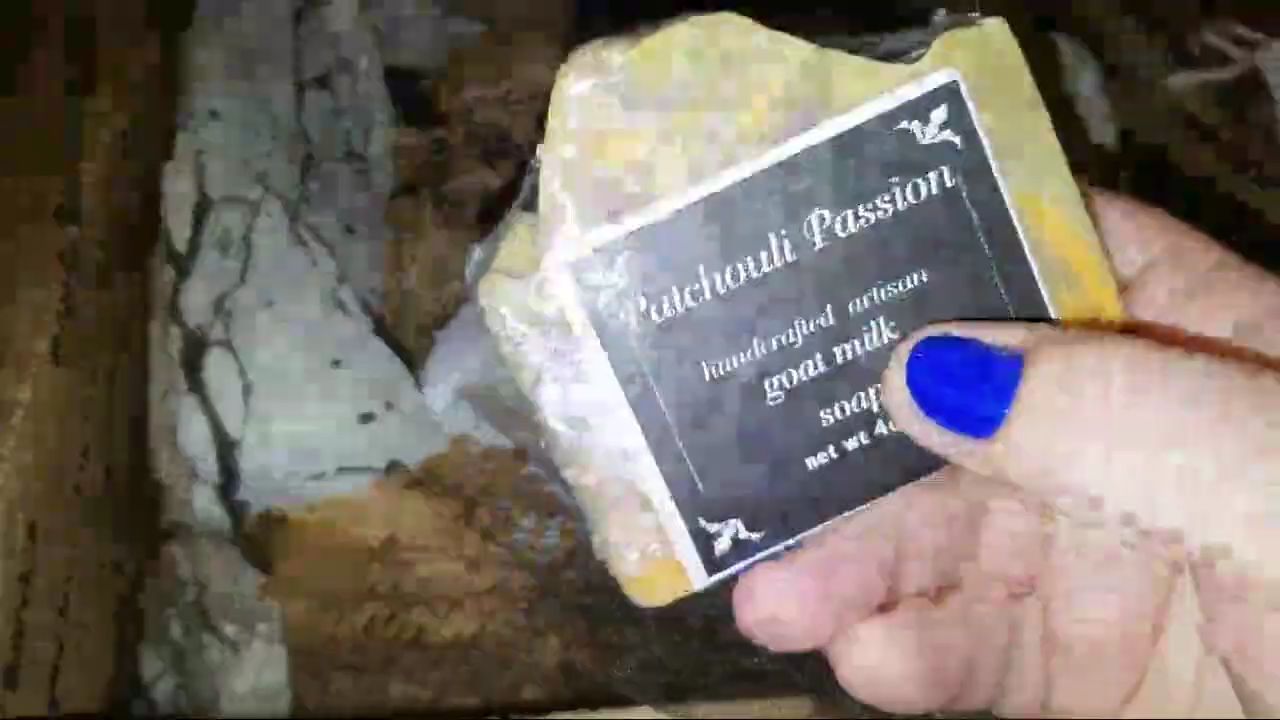 Patchouli Passion
handcrafted artisan
goat milk
soap
net wt